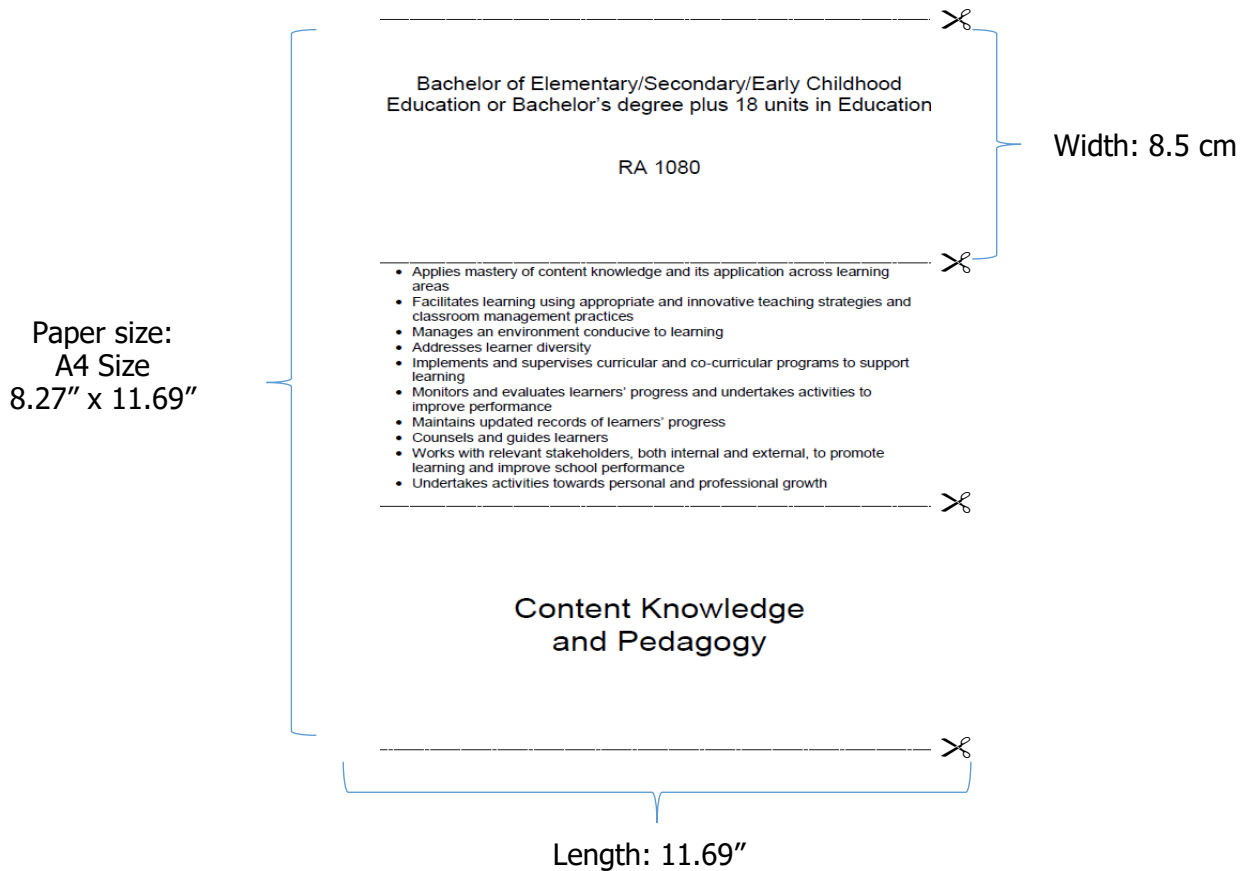 Bachelor of Elementary/Secondary/Early Childhood
Education or Bachelor's degree plus 18 units in Education
Width: 8.5 cm
RA 1080
• Applies mastery of content knowledge and its application across learning
areas
• Facilitates learning using appropriate and innovative teaching strategies and
classroom management practices
• Manages an environment conducive to learning
• Addresses learner diversity
• Implements and supervises curricular and co-curricular programs to support
learning
• Monitors and evaluates learners' progress and undertakes activities to
improve performance
• Maintains updated records of learners' progress
• Counsels and guides learners
• Works with relevant stakeholders, both internal and external, to promote
learning and improve school performance
• Undertakes activities towards personal and professional growth
Paper size:
A4 Size
8.27″ x 11.69″
Content Knowledge
and Pedagogy
Length: 11.69″